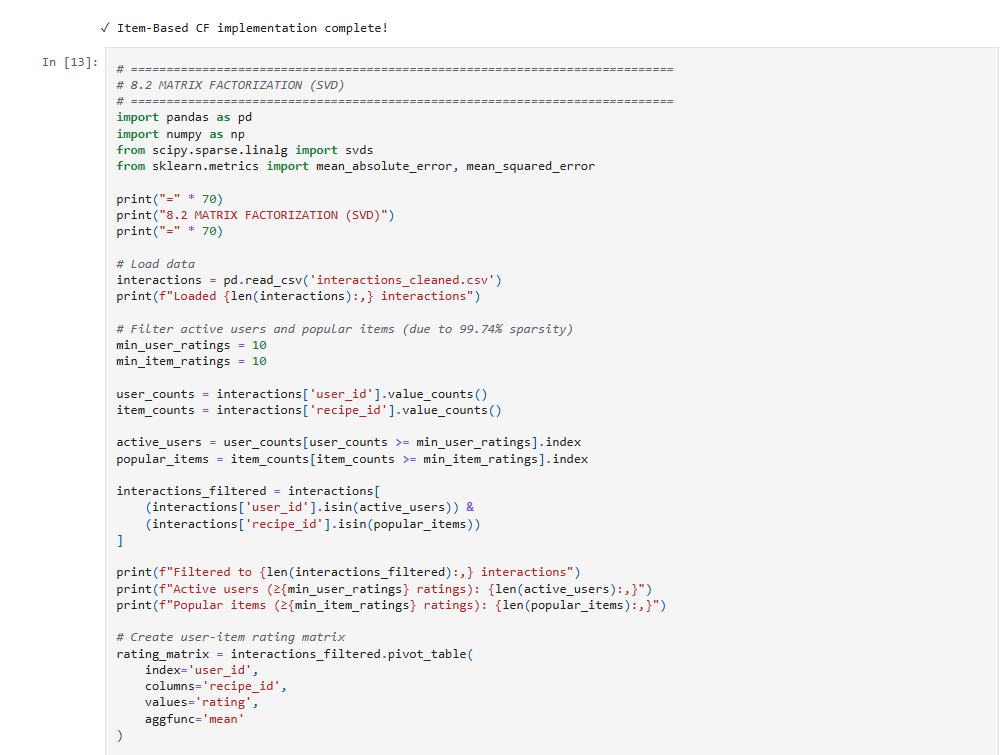 ✓ Item-Based CF implementation complete!
In [13]:
# ============================================================================
# 8.2 MATRIX FACTORIZATION (SVD)
# ============================================================================
import pandas as pd
import numpy as np
from scipy.sparse.linalg import svds
from sklearn.metrics import mean_absolute_error, mean_squared_error
print("=" * 70)
print("8.2 MATRIX FACTORIZATION (SVD)")
print("=" * 70)
# Load data
interactions = pd.read_csv('interactions_cleaned.csv')
print(f"Loaded {len(interactions):,} interactions")
# Filter active users and popular items (due to 99.74% sparsity)
min_user_ratings = 10
min_item_ratings = 10
user_counts = interactions['user_id'].value_counts()
item_counts = interactions['recipe_id'].value_counts()
active_users = user_counts[user_counts >= min_user_ratings].index
popular_items = item_counts[item_counts >= min_item_ratings].index
interactions_filtered = interactions[
    (interactions['user_id'].isin(active_users)) &
    (interactions['recipe_id'].isin(popular_items))
]
print(f"Filtered to {len(interactions_filtered):,} interactions")
print(f"Active users (≥{min_user_ratings} ratings): {len(active_users):,}")
print(f"Popular items (≥{min_item_ratings} ratings): {len(popular_items):,}")
# Create user-item rating matrix
rating_matrix = interactions_filtered.pivot_table(
    index='user_id',
    columns='recipe_id',
    values='rating',
    aggfunc='mean'
)